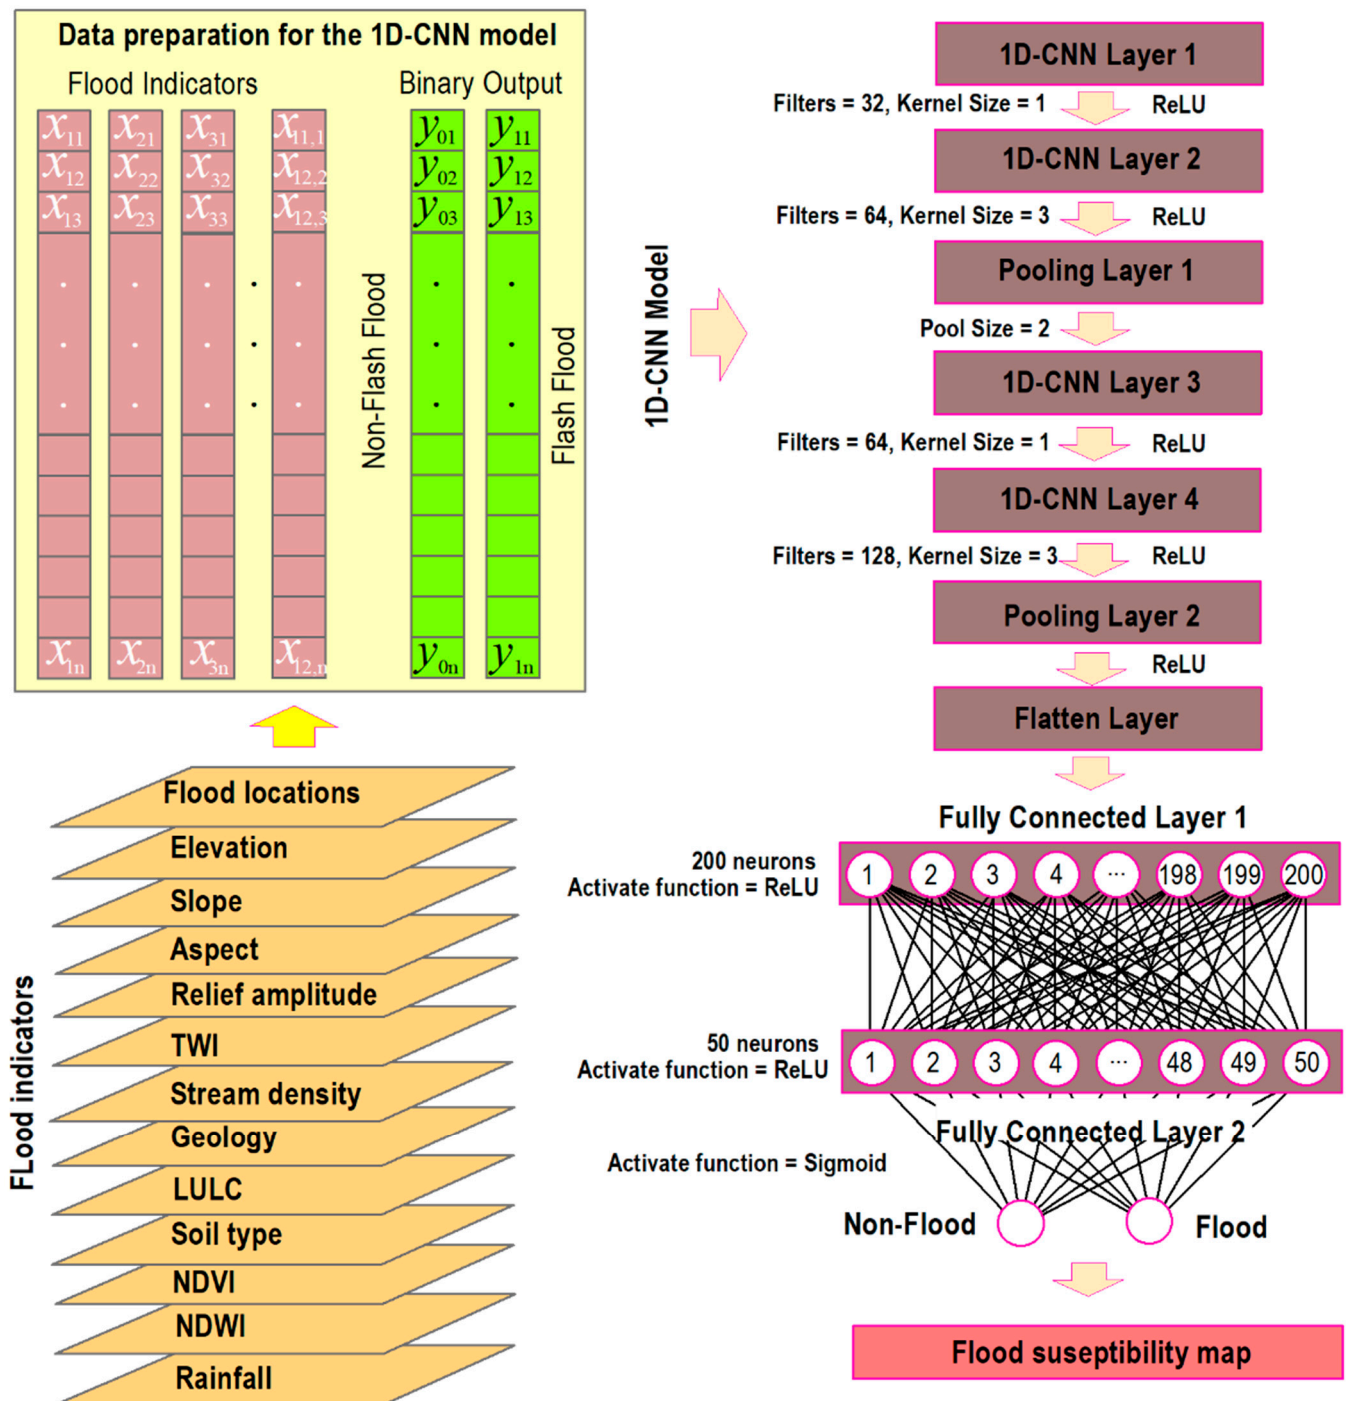 Data preparation for the 1D-CNN model
Flood Indicators
Binary Output
x11 x21 x31 x11,1 y01 y11
x12 x22 x32 x12,2 y02 y12
x13 x23 x33 x12,3 y03 y13
Non-Flash Flood
Flash Flood
x1n x2n x3n x12,n y0n y1n
FLood indicators
Flood locations
Elevation
Slope
Aspect
Relief amplitude
TWI
Stream density
Geology
LULC
Soil type
NDVI
NDWI
Rainfall
1D-CNN Model
1D-CNN Layer 1
Filters = 32, Kernel Size = 1 ReLU
1D-CNN Layer 2
Filters = 64, Kernel Size = 3 ReLU
Pooling Layer 1
Pool Size = 2
1D-CNN Layer 3
Filters = 64, Kernel Size = 1 ReLU
1D-CNN Layer 4
Filters = 128, Kernel Size = 3 ReLU
Pooling Layer 2
ReLU
Flatten Layer
Fully Connected Layer 1
200 neurons
Activate function = ReLU
1 2 3 4 ... 198 199 200
50 neurons
Activate function = ReLU
1 2 3 4 ... 48 49 50
Fully Connected Layer 2
Activate function = Sigmoid
Non-Flood
Flood
Flood suseptibility map